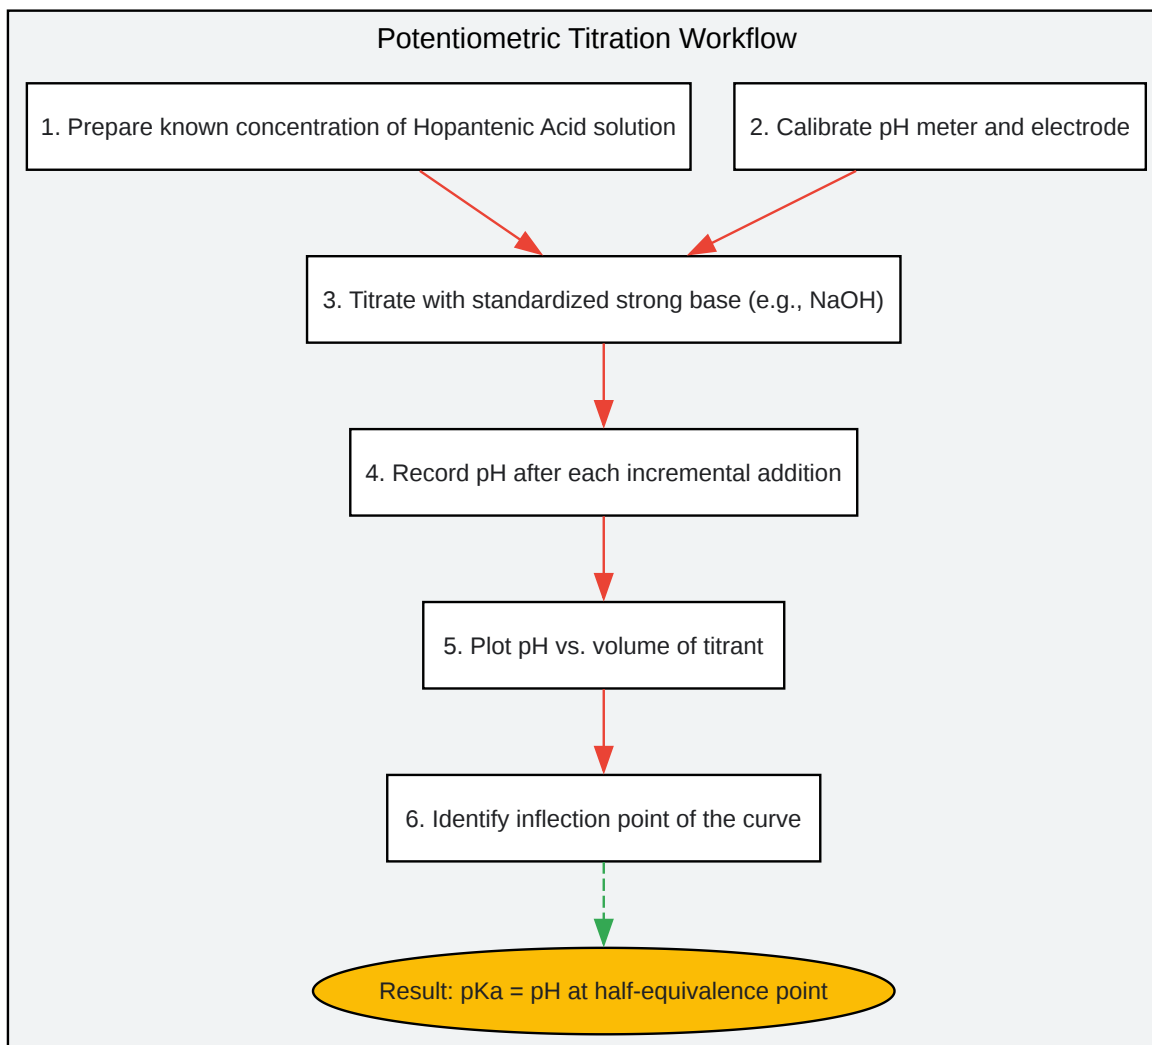 Potentiometric Titration Workflow
1. Prepare known concentration of Hopantenic Acid solution
2. Calibrate pH meter and electrode
3. Titrate with standardized strong base (e.g., NaOH)
4. Record pH after each incremental addition
5. Plot pH vs. volume of titrant
6. Identify inflection point of the curve
Result: pKa = pH at half-equivalence point